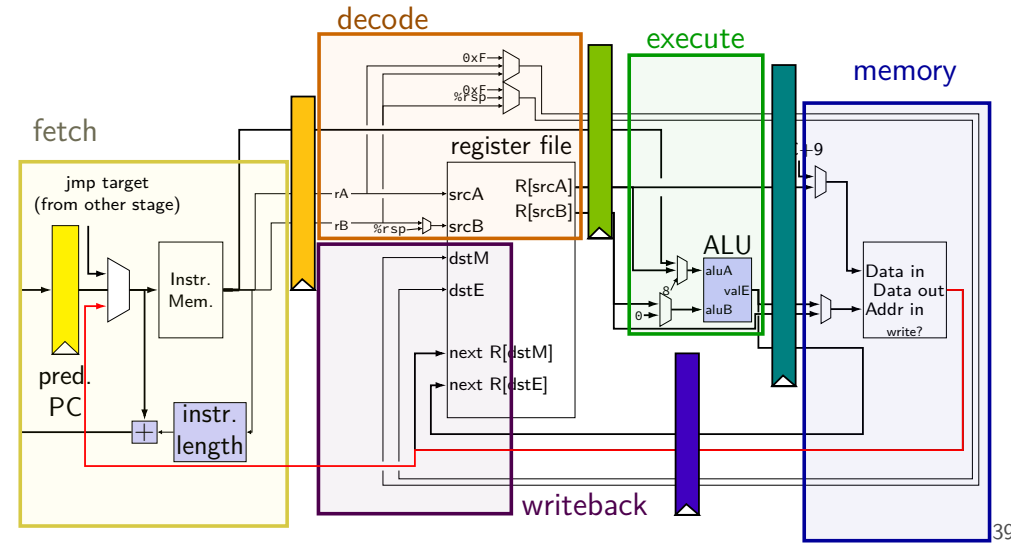 decode
execute
memory
fetch
0xF
0xF
%rsp
register file
jmp target
(from other stage)
rA
srcA
R[srcA]
R[srcB]
rB
%rsp
srcB
ALU
Instr.
Mem.
dstM
aluA
Data in
valE
Data out
dstE
8
0
aluB
Addr in
write?
next R[dstM]
pred.
PC
next R[dstE]
instr.
length
+
writeback
39